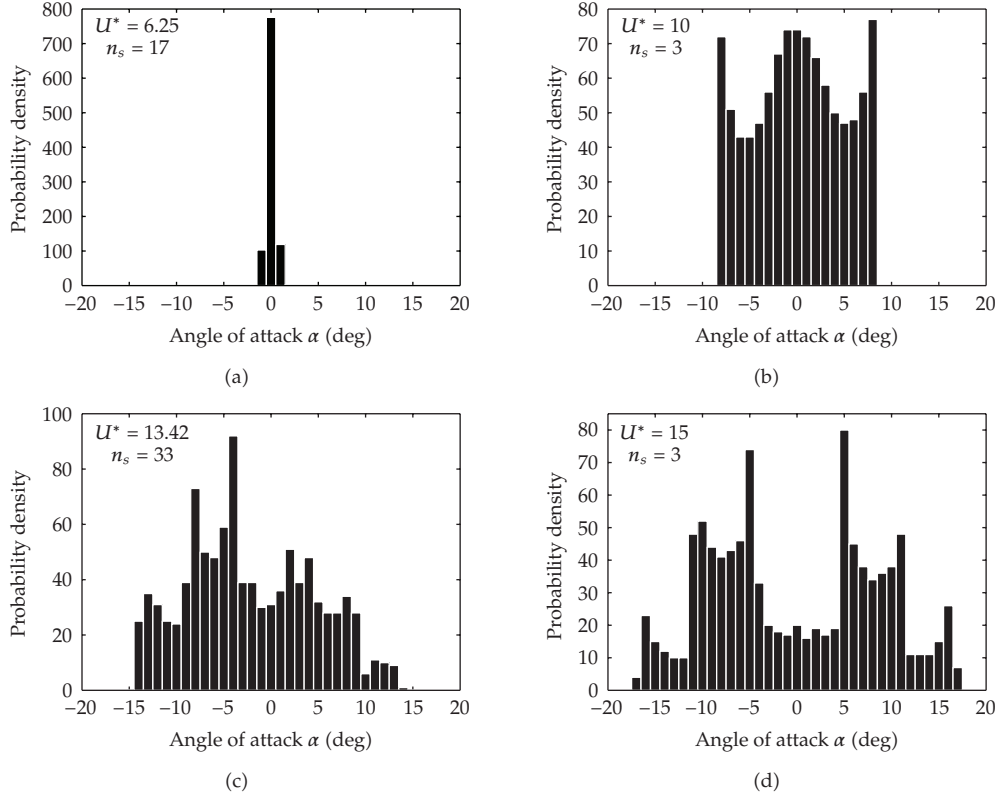 U* = 6.25
n_s = 17
Probability density
800
700
600
500
400
300
200
100
0
−20 −15 −10 −5 0 5 10 15 20
Angle of attack α (deg)
(a)
U* = 10
n_s = 3
Probability density
80
70
60
50
40
30
20
10
0
−20 −15 −10 −5 0 5 10 15 20
Angle of attack α (deg)
(b)
U* = 13.42
n_s = 33
Probability density
100
80
60
40
20
0
−20 −15 −10 −5 0 5 10 15 20
Angle of attack α (deg)
(c)
U* = 15
n_s = 3
Probability density
80
70
60
50
40
30
20
10
0
−20 −15 −10 −5 0 5 10 15 20
Angle of attack α (deg)
(d)